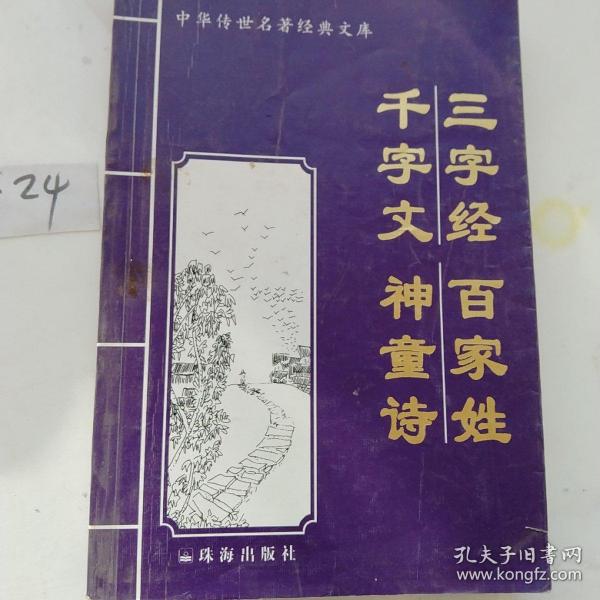 中华传世名著经典文库
三字经 百家姓
千字文 神童诗
24
珠海出版社
孔夫子旧书网
www.kongfz.com